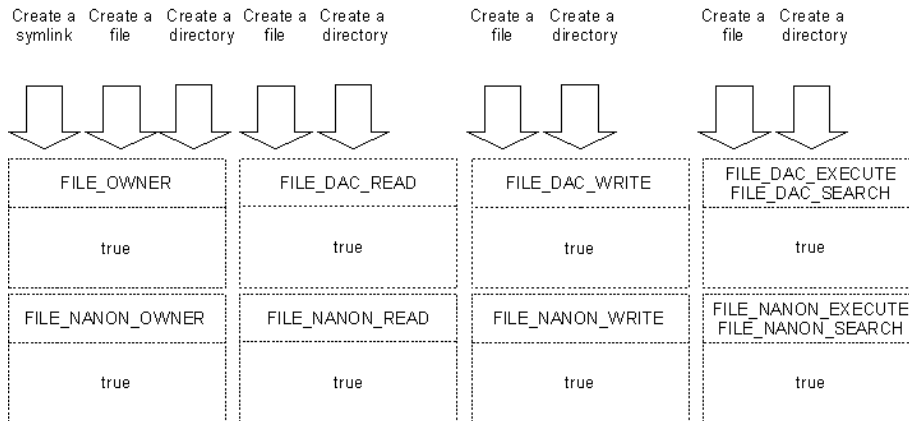 Create a
symlink
Create a
file
Create a
directory
Create a
file
Create a
directory
Create a
file
Create a
directory
Create a
file
Create a
directory
FILE_OWNER
FILE_DAC_READ
FILE_DAC_WRITE
FILE_DAC_EXECUTE
FILE_DAC_SEARCH
true
true
true
true
FILE_NANON_OWNER
FILE_NANON_READ
FILE_NANON_WRITE
FILE_NANON_EXECUTE
FILE_NANON_SEARCH
true
true
true
true